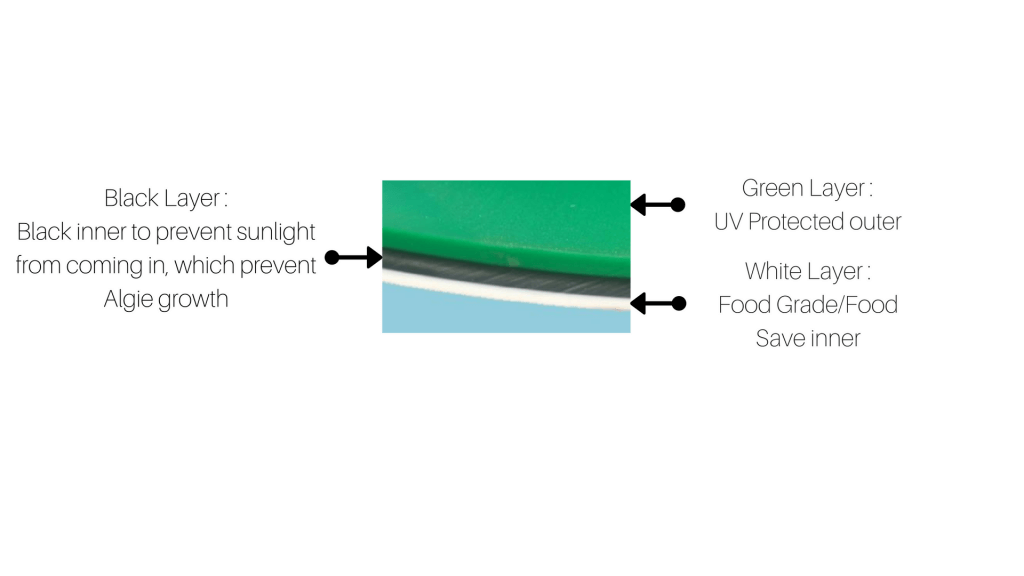 Black Layer :
Black inner to prevent sunlight
from coming in, which prevent
Algie growth
Green Layer :
UV Protected outer
White Layer :
Food Grade/Food
Save inner